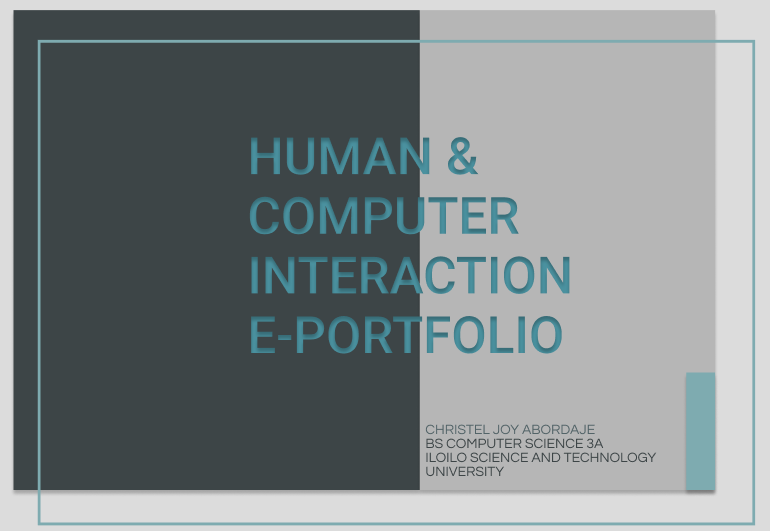 HUMAN &
COMPUTER
INTERACTION
E-PORTFOLIO
CHRISTEL JOY ABORDAJE
BS COMPUTER SCIENCE 3A
ILOILO SCIENCE AND TECHNOLOGY
UNIVERSITY